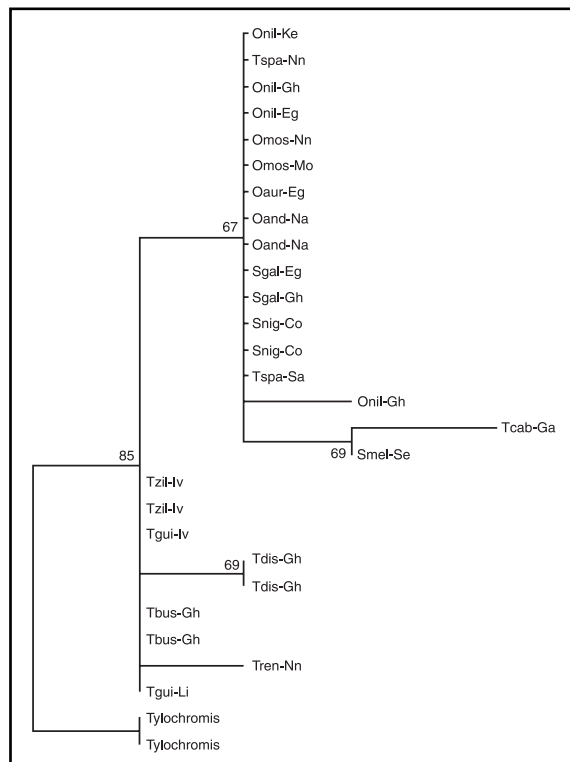 Onil-Ke
Tspa-Nn
Onil-Gh
Onil-Eg
Omos-Nn
Omos-Mo
Oaur-Eg
Oand-Na
67
Oand-Na
Sgal-Eg
Sgal-Gh
Snig-Co
Snig-Co
Tspa-Sa
Onil-Gh
Tcab-Ga
69
Smel-Se
85
Tzil-Iv
Tzil-Iv
Tgui-Iv
69
Tdis-Gh
Tdis-Gh
Tbus-Gh
Tbus-Gh
Tren-Nn
Tgui-Li
Tylochromis
Tylochromis